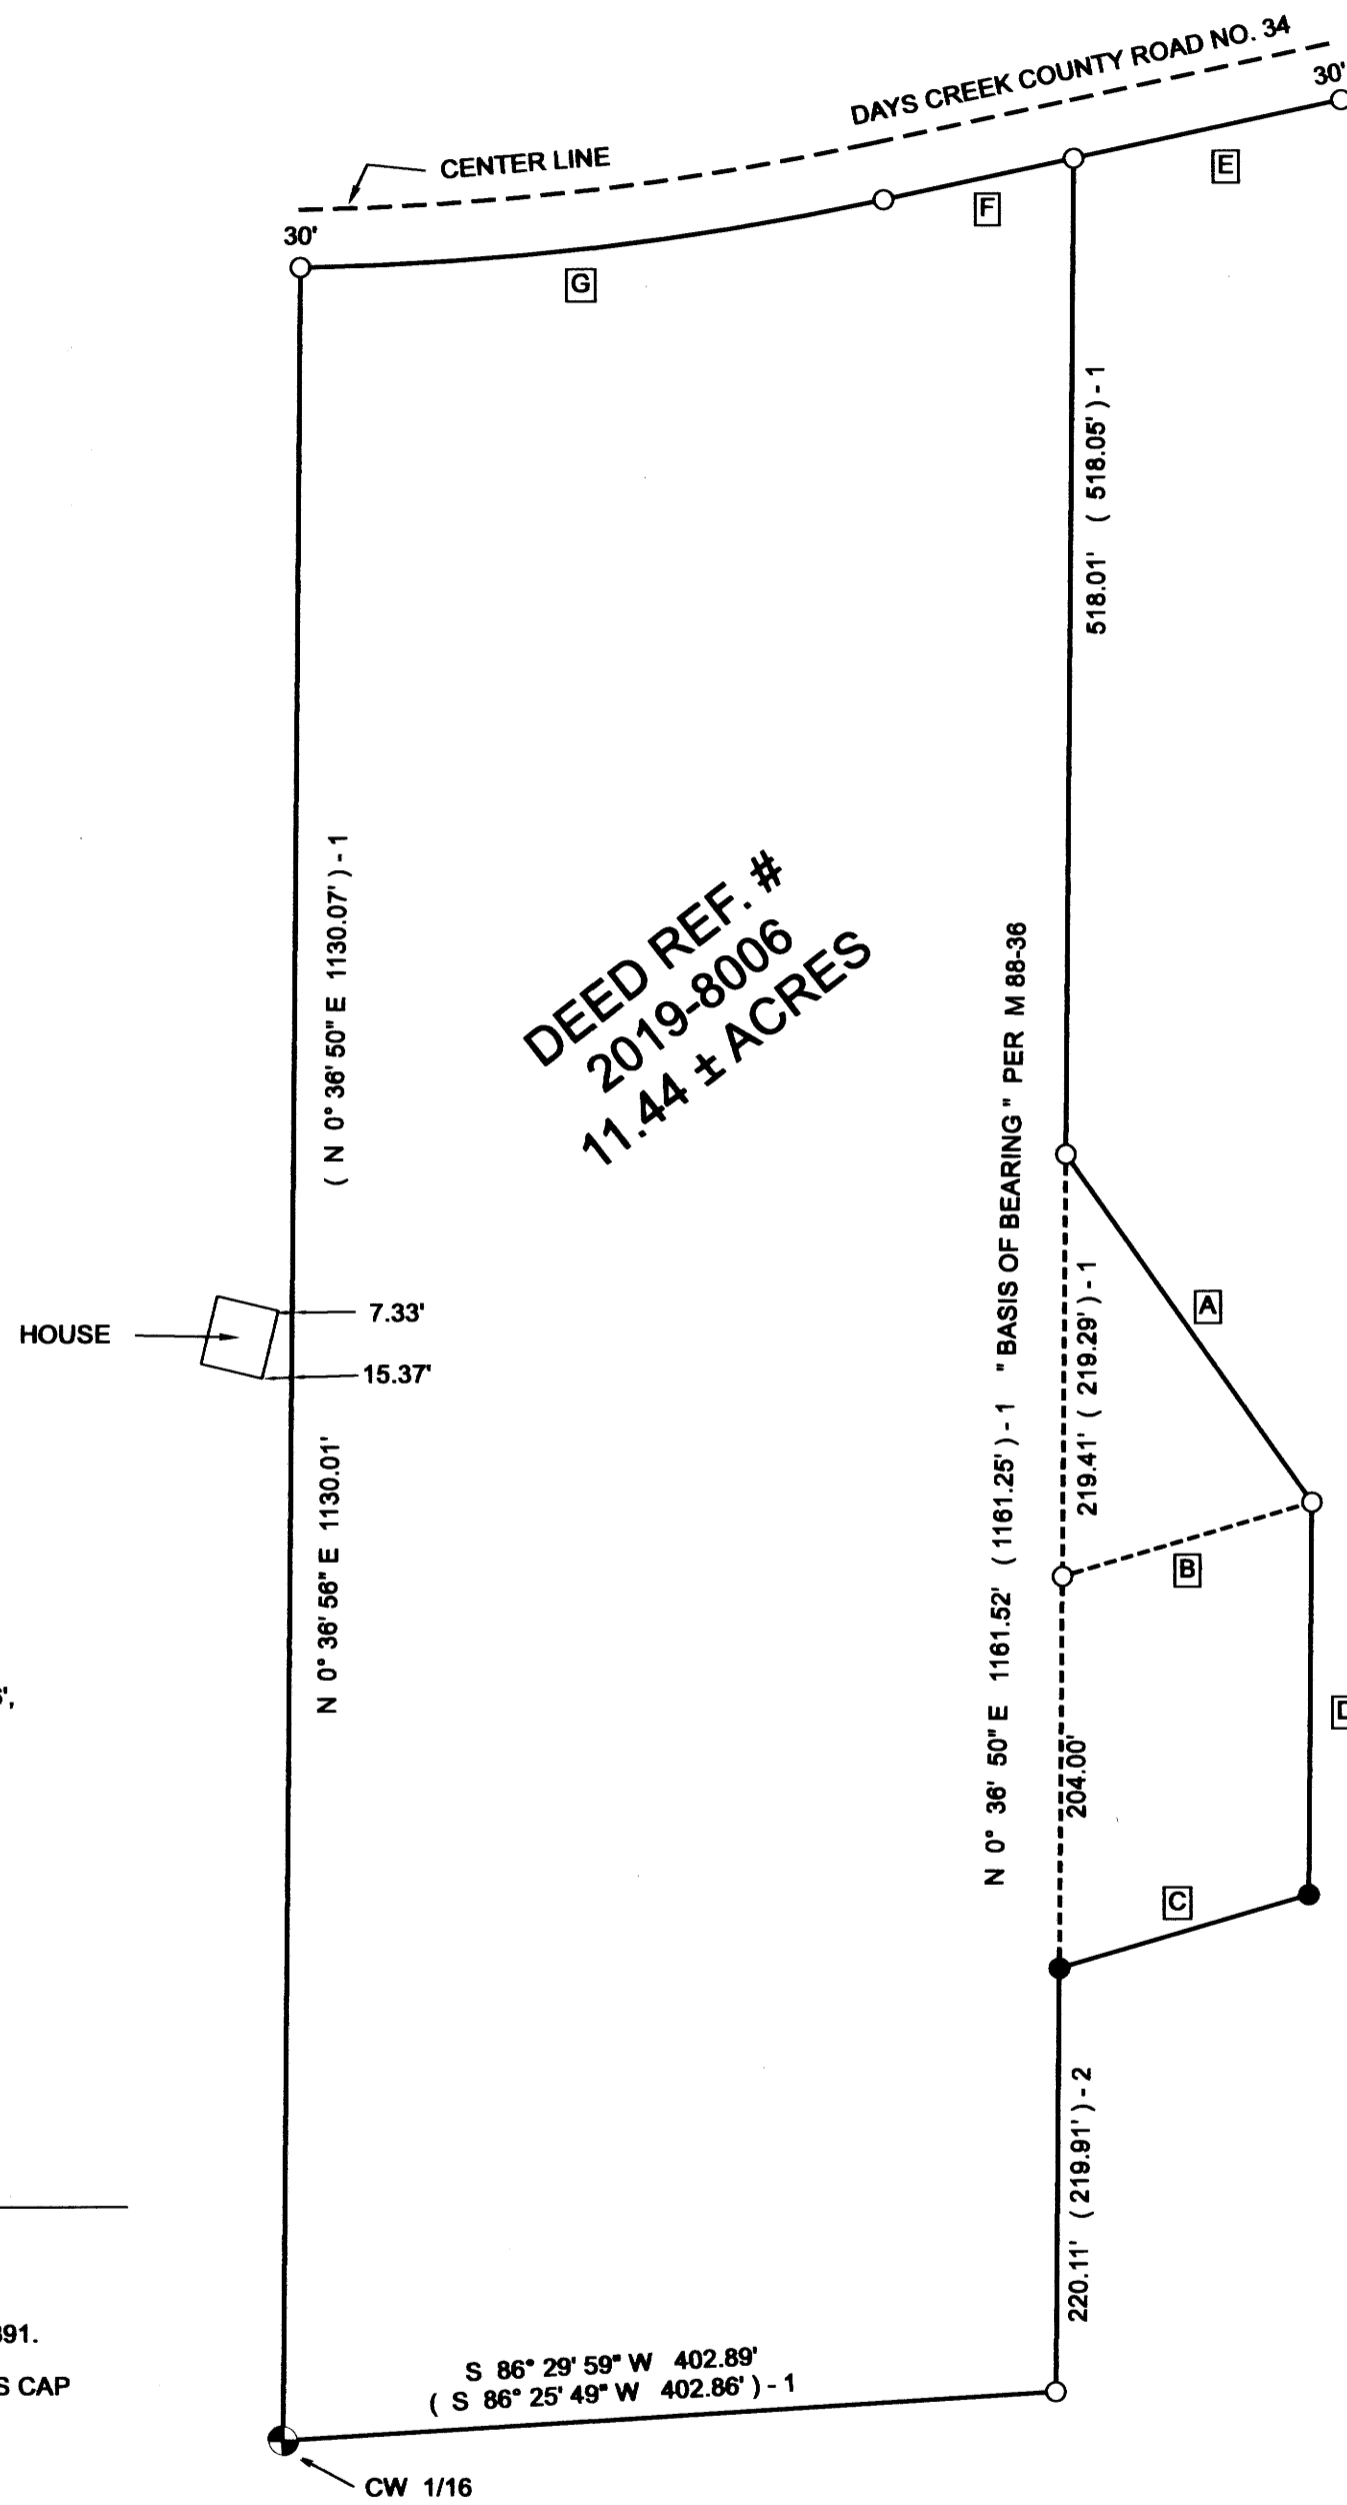 DAYS CREEK COUNTY ROAD NO. 34
30'
CENTER LINE
E
F
30'
G
518.01' ( 518.05' ) - 1
( N 0° 36' 50" E 1130.07' ) - 1
DEED REF. #
2019-8006
11.44 ± ACRES
N 0° 36' 50" E 1161.52' ( 1161.25' ) - 1 " BASIS OF BEARING " PER M 88-36
219.41' ( 219.29' ) - 1
A
7.33'
HOUSE
15.37'
N 0° 36' 56" E 1130.01'
B
204.00'
C
220.11' ( 219.91' ) - 2
391.
S CAP
S 86° 29' 59" W 402.89'
( S 86° 25' 49" W 402.86' ) - 1
CW 1/16